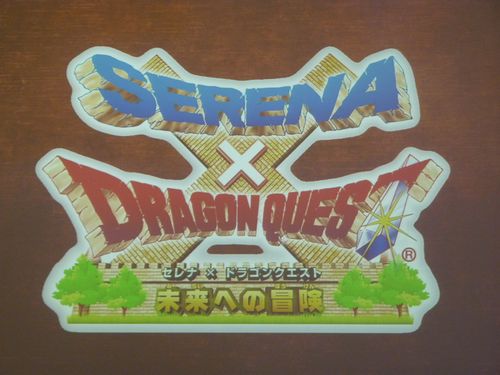 SERENA
×
DRAGON QUEST
®
セレナ × ドラゴンクエスト
未来への冒険